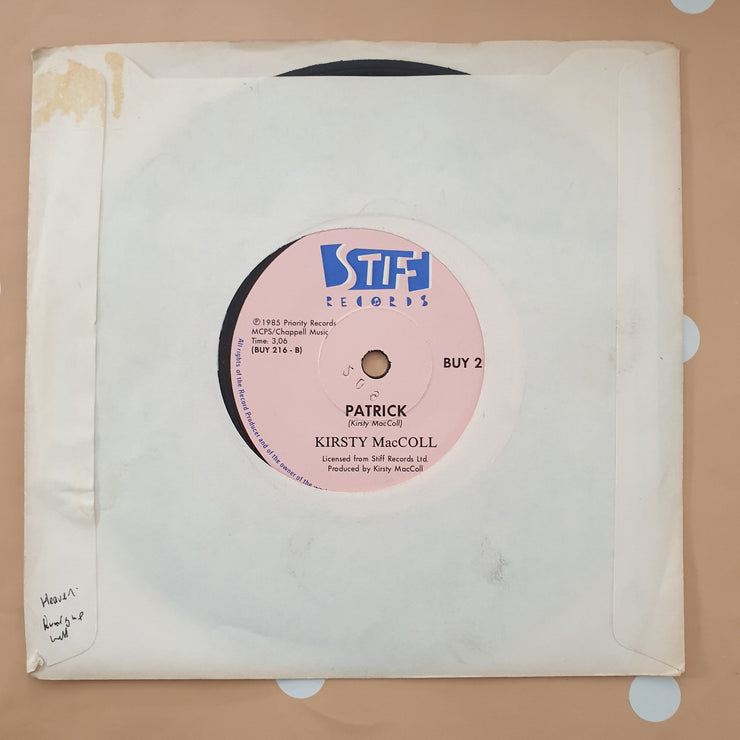 STIFF
RECORDS
℗ 1985 Priority Records
MCPS/Chappell Music
Time: 3,06
(BUY 216 - B)
BUY 2
508
PATRICK
(Kirsty MacColl)
KIRSTY MacCOLL
Licensed from Stiff Records Ltd.
Produced by Kirsty MacColl
All rights of the Record Producer and of the owner of the
Heaven